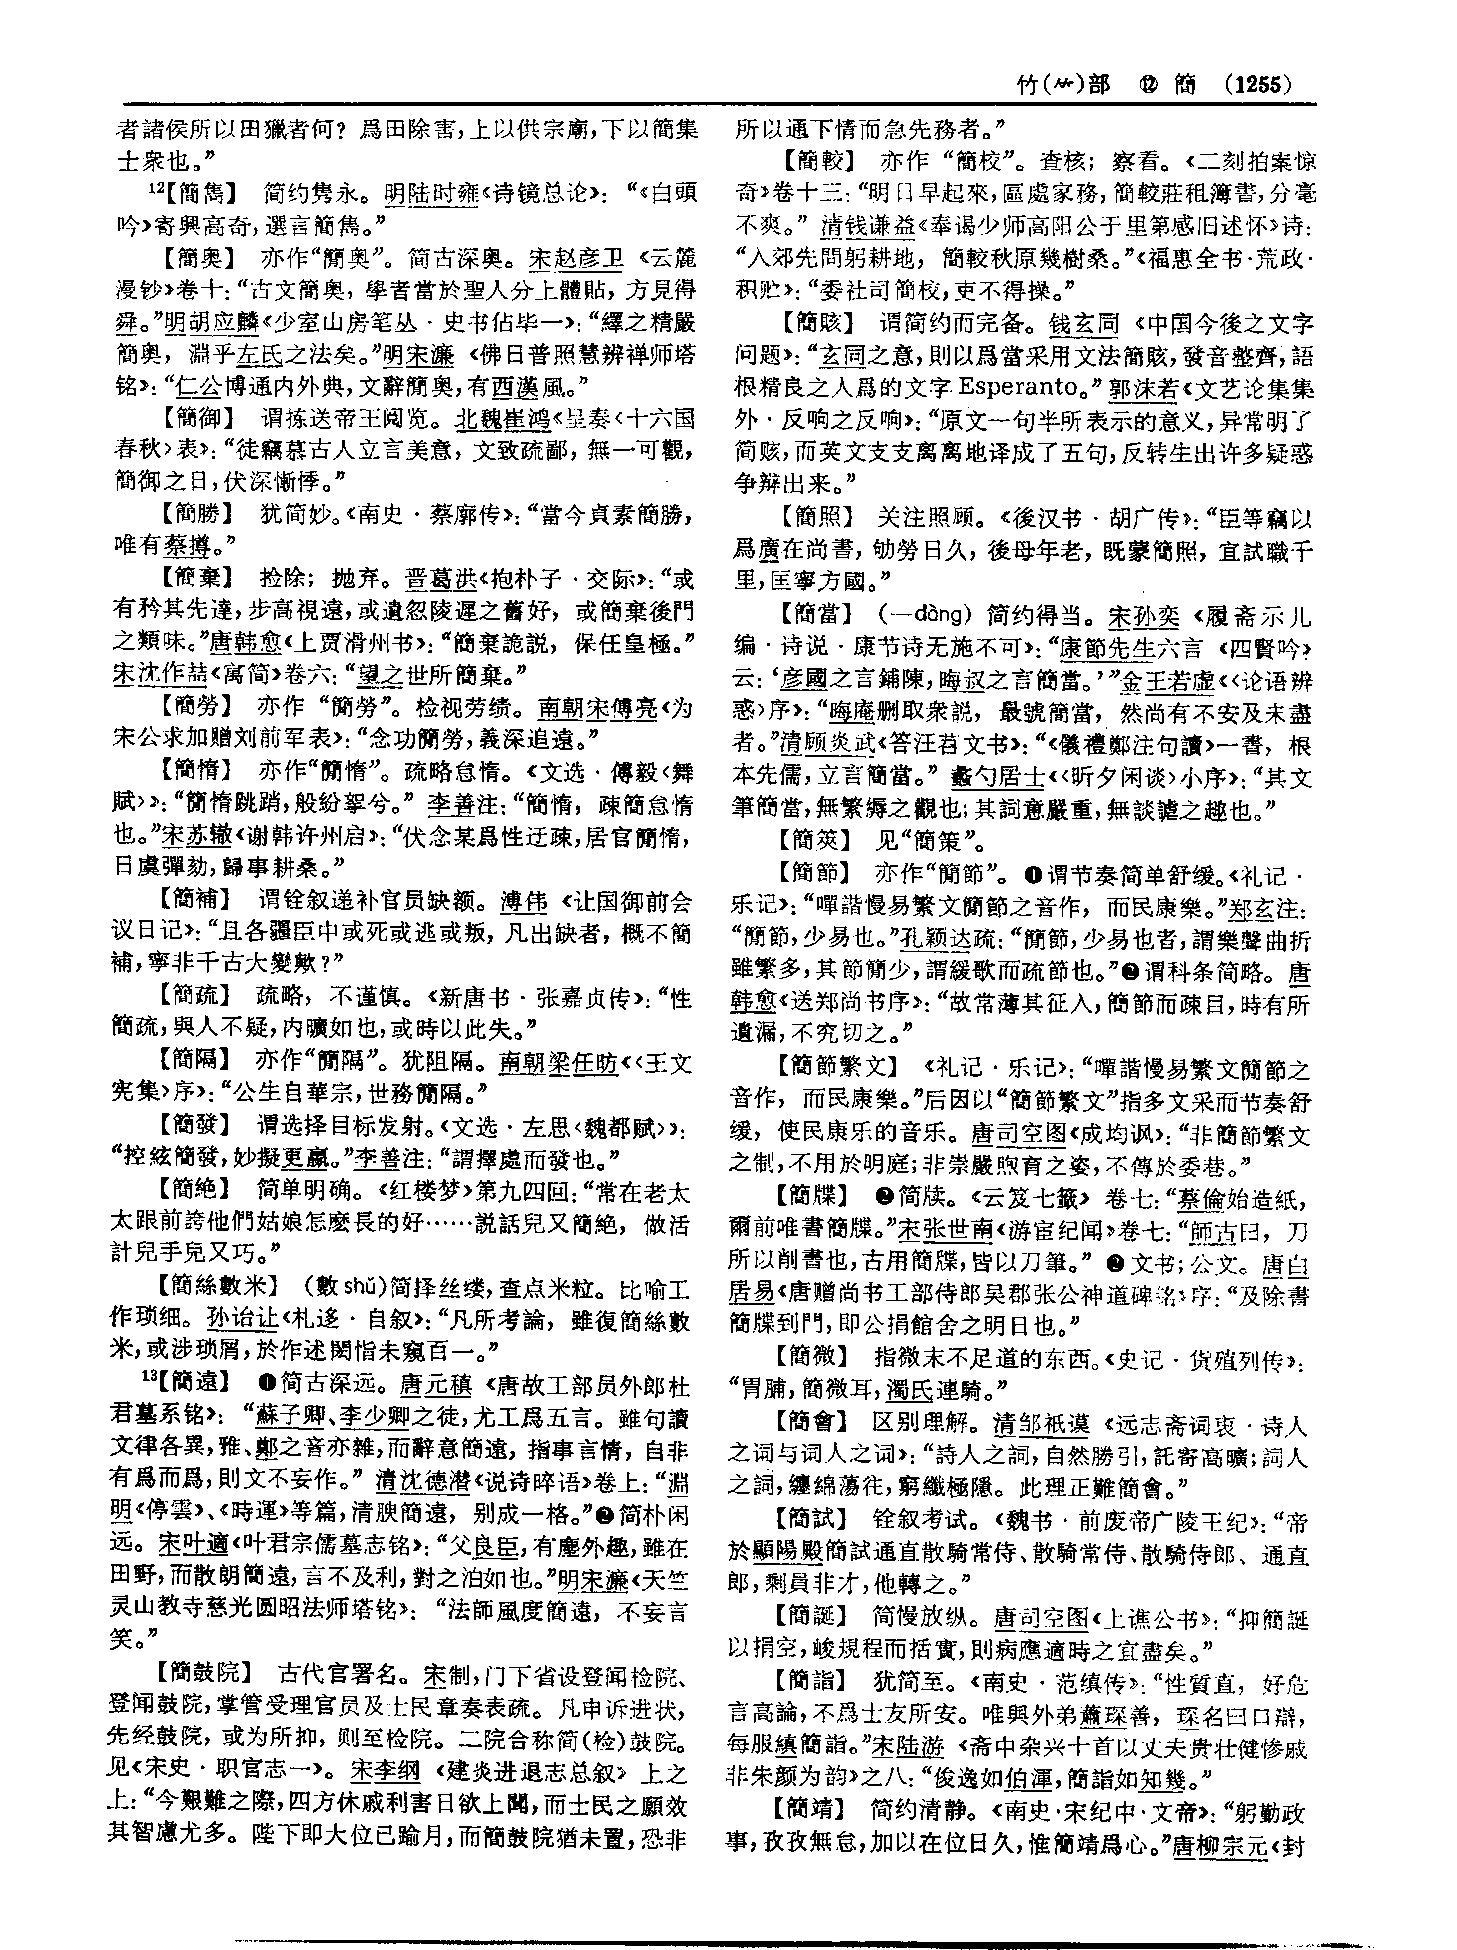 竹(⺮)部 ⑫ 簡 (1255)
者諸侯所以田獵者何？爲田除害，上以供宗廟，下以簡集
士衆也。”
¹²【簡雋】 简约隽永。明陆时雍《诗镜总论》：“《白頭
吟》寄興高奇，選言簡雋。”
【簡奥】 亦作“簡奧”。简古深奥。宋赵彦卫《云麓
漫钞》卷十：“古文簡奥，學者當於聖人分上體貼，方見得
舜。”明胡应麟《少室山房笔丛·史书佔毕一》：“繹之精嚴
簡奥，淵乎左氏之法矣。”明宋濂《佛日普照慧辨禅师塔
铭》：“仁公博通内外典，文辭簡奥，有西漢風。”
【簡御】 谓拣送帝王阅览。北魏崔鸿《呈奏〈十六国
春秋〉表》：“徒竊慕古人立言美意，文致疏鄙，無一可觀，
簡御之日，伏深慚悸。”
【簡勝】 犹简妙。《南史·蔡廓传》：“當今貞素簡勝，
唯有蔡撙。”
【簡棄】 捡除；抛弃。晋葛洪《抱朴子·交际》：“或
有矜其先達，步高視遠，或遺忽陵遲之舊好，或簡棄後門
之類味。”唐韩愈《上贾滑州书》：“簡棄詭説，保任皇極。”
宋沈作喆《寓简》卷六：“望之世所簡棄。”
【簡勞】 亦作“簡勞”。检视劳绩。南朝宋傅亮《为
宋公求加赠刘前军表》：“念功簡勞，義深追遠。”
【簡惰】 亦作“簡惰”。疏略怠惰。《文选·傅毅〈舞
賦〉》：“簡惰跳踃，般紛挐兮。”李善注：“簡惰，疎簡怠惰
也。”宋苏辙《谢韩许州启》：“伏念某爲性迂疎，居官簡惰，
日虞彈劾，歸事耕桑。”
【簡補】 谓铨叙递补官员缺额。溥伟《让国御前会
议日记》：“且各疆臣中或死或逃或叛，凡出缺者，概不簡
補，寧非千古大變歟？”
【簡疏】 疏略，不谨慎。《新唐书·张嘉贞传》：“性
簡疏，與人不疑，内曠如也，或時以此失。”
【簡隔】 亦作“簡隔”。犹阻隔。南朝梁任昉《〈王文
宪集〉序》：“公生自華宗，世務簡隔。”
【簡發】 谓选择目标发射。《文选·左思〈魏都赋〉》：
“控絃簡發，妙擬更嬴。”李善注：“謂擇處而發也。”
【簡絶】 简单明确。《红楼梦》第九四回：“常在老太
太跟前誇他們姑娘怎麽長的好……説話兒又簡絶，做活
計兒手兒又巧。”
【簡絲數米】 （數shǔ）简择丝缕，查点米粒。比喻工
作琐细。孙诒让《札迻·自叙》：“凡所考論，雖復簡絲數
米，或涉瑣屑，於作述閎恉未窺百一。”
¹³【簡遠】 ❶简古深远。唐元稹《唐故工部员外郎杜
君墓系铭》：“蘇子卿、李少卿之徒，尤工爲五言。雖句讀
文律各異，雅、鄭之音亦雜，而辭意簡遠，指事言情，自非
有爲而爲，則文不妄作。”清沈德潜《说诗晬语》卷上：“淵
明《停雲》、《時運》等篇，清腴簡遠，别成一格。”❷简朴闲
远。宋叶適《叶君宗儒墓志铭》：“父良臣，有塵外趣，雖在
田野，而散朗簡遠，言不及利，對之泊如也。”明宋濂《天竺
灵山教寺慈光圆昭法师塔铭》：“法師風度簡遠，不妄言
笑。”
【簡鼓院】 古代官署名。宋制，门下省设登闻检院、
登闻鼓院，掌管受理官员及士民章奏表疏。凡申诉进状，
先经鼓院，或为所抑，则至检院。二院合称简（检）鼓院。
见《宋史·职官志一》。宋李纲《建炎进退志总叙》上之
上：“今艱難之際，四方休戚利害日欲上聞，而士民之願效
其智慮尤多。陛下即大位已踰月，而簡鼓院猶未置，恐非
所以通下情而急先務者。”
【簡較】 亦作“簡校”。查核；察看。《二刻拍案惊
奇》卷十三：“明日早起來，區處家務，簡較莊租簿書，分毫
不爽。”清钱谦益《奉谒少师高阳公于里第感旧述怀》诗：
“入郊先問躬耕地，簡較秋原幾樹桑。”《福惠全书·荒政·
积贮》：“委社司簡校，吏不得操。”
【簡賅】 谓简约而完备。钱玄同《中国今後之文字
问题》：“玄同之意，則以爲當采用文法簡賅，發音整齊，語
根精良之人爲的文字 Esperanto。”郭沫若《文艺论集集
外·反响之反响》：“原文一句半所表示的意义，异常明了
简赅，而英文支支离离地译成了五句，反转生出许多疑惑
争辩出来。”
【簡照】 关注照顾。《後汉书·胡广传》：“臣等竊以
爲廣在尚書，劬勞日久，後母年老，既蒙簡照，宜試職千
里，匡寧方國。”
【簡當】 （—dàng）简约得当。宋孙奕《履斋示儿
编·诗说·康节诗无施不可》：“康節先生六言《四賢吟》
云：‘彦國之言鋪陳，晦叔之言簡當。’”金王若虚《〈论语辨
惑〉序》：“晦庵删取衆説，最號簡當，然尚有不安及未盡
者。”清顾炎武《答汪苕文书》：“《儀禮鄭注句讀》一書，根
本先儒，立言簡當。”蠡勺居士《〈昕夕闲谈〉小序》：“其文
筆簡當，無繁縟之觀也；其詞意嚴重，無談謔之趣也。”
【簡筴】 见“簡策”。
【簡節】 亦作“簡節”。❶谓节奏简单舒缓。《礼记·
乐记》：“嘽諧慢易繁文簡節之音作，而民康樂。”郑玄注：
“簡節，少易也。”孔颖达疏：“簡節，少易也者，謂樂聲曲折
雖繁多，其節簡少，謂緩歌而疏節也。”❷谓科条简略。唐
韩愈《送郑尚书序》：“故常薄其征入，簡節而疎目，時有所
遺漏，不究切之。”
【簡節繁文】 《礼记·乐记》：“嘽諧慢易繁文簡節之
音作，而民康樂。”后因以“簡節繁文”指多文采而节奏舒
缓，使民康乐的音乐。唐司空图《成均讽》：“非簡節繁文
之制，不用於明庭；非崇嚴煦育之姿，不傳於委巷。”
【簡牒】 ❷简牍。《云笈七籤》卷七：“蔡倫始造紙，
爾前唯書簡牒。”宋张世南《游宦纪闻》卷七：“師古曰，刀
所以削書也，古用簡牒，皆以刀筆。”❷文书；公文。唐白
居易《唐赠尚书工部侍郎吴郡张公神道碑铭》序：“及除書
簡牒到門，即公捐館舍之明日也。”
【簡微】 指微末不足道的东西。《史记·货殖列传》：
“胃脯，簡微耳，濁氏連騎。”
【簡會】 区别理解。清邹祗谟《远志斋词衷·诗人
之词与词人之词》：“詩人之詞，自然勝引，託寄高曠；詞人
之詞，纏綿蕩往，窮纖極隱。此理正難簡會。”
【簡試】 铨叙考试。《魏书·前废帝广陵王纪》：“帝
於顯陽殿簡試通直散騎常侍、散騎常侍、散騎侍郎、通直
郎，剩員非才，他轉之。”
【簡誕】 简慢放纵。唐司空图《上谯公书》：“抑簡誕
以捐空，峻規程而括實，則病應適時之宜盡矣。”
【簡詣】 犹简至。《南史·范缜传》：“性質直，好危
言高論，不爲士友所安。唯與外弟蕭琛善，琛名曰口辯，
每服縝簡詣。”宋陆游《斋中杂兴十首以丈夫贵壮健惨戚
非朱颜为韵》之八：“俊逸如伯渾，簡詣如知幾。”
【簡靖】 简约清静。《南史·宋纪中·文帝》：“躬勤政
事，孜孜無怠，加以在位日久，惟簡靖爲心。”唐柳宗元《封